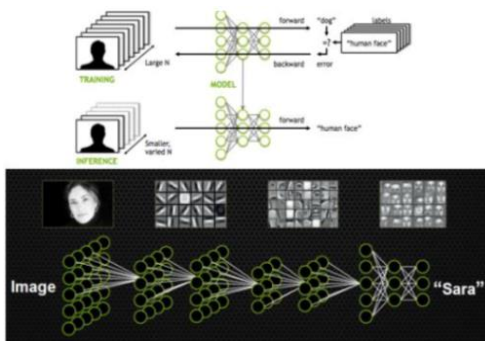 forward
"dog"
labels
=?
"human face"
Large N
backward
error
TRAINING
MODEL
forward
"human face"
Smaller,
varied N
INFERENCE
Image
"Sara"